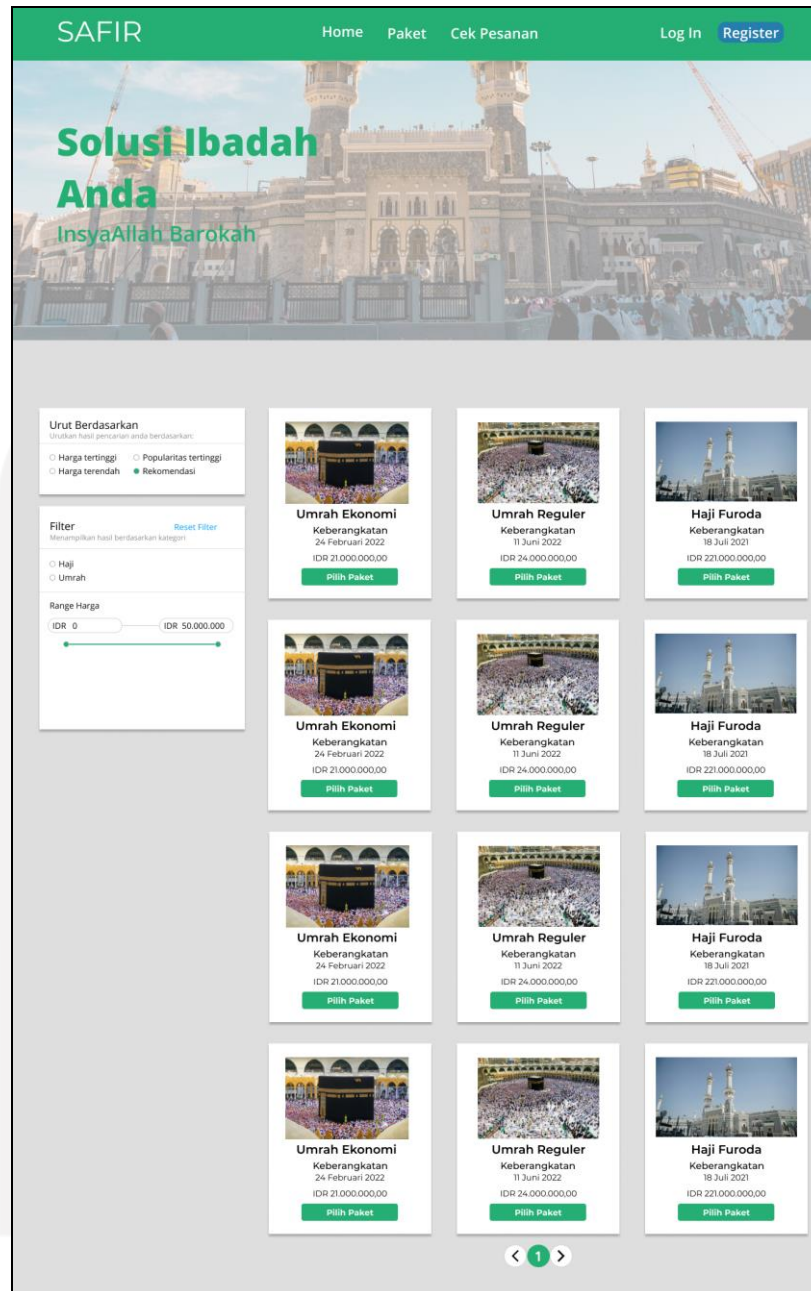 SAFIR
Home Paket Cek Pesanan Log In Register
Solusi Ibadah
Anda
InsyaAllah Barokah
Urut Berdasarkan
Urutkan hasil pencarian anda berdasarkan:
Harga tertinggi Popularitas tertinggi
Harga terendah Rekomendasi
Filter Reset Filter
Menampilkan hasil berdasarkan kategori
Haji
Umrah
Range Harga
IDR 0 IDR 50.000.000
Umrah Ekonomi
Keberangkatan
24 Februari 2022
IDR 21.000.000,00
Pilih Paket
Umrah Reguler
Keberangkatan
11 Juni 2022
IDR 24.000.000,00
Pilih Paket
Haji Furoda
Keberangkatan
18 Juli 2021
IDR 221.000.000,00
Pilih Paket
Umrah Ekonomi
Keberangkatan
24 Februari 2022
IDR 21.000.000,00
Pilih Paket
Umrah Reguler
Keberangkatan
11 Juni 2022
IDR 24.000.000,00
Pilih Paket
Haji Furoda
Keberangkatan
18 Juli 2021
IDR 221.000.000,00
Pilih Paket
Umrah Ekonomi
Keberangkatan
24 Februari 2022
IDR 21.000.000,00
Pilih Paket
Umrah Reguler
Keberangkatan
11 Juni 2022
IDR 24.000.000,00
Pilih Paket
Haji Furoda
Keberangkatan
18 Juli 2021
IDR 221.000.000,00
Pilih Paket
Umrah Ekonomi
Keberangkatan
24 Februari 2022
IDR 21.000.000,00
Pilih Paket
Umrah Reguler
Keberangkatan
11 Juni 2022
IDR 24.000.000,00
Pilih Paket
Haji Furoda
Keberangkatan
18 Juli 2021
IDR 221.000.000,00
Pilih Paket
1